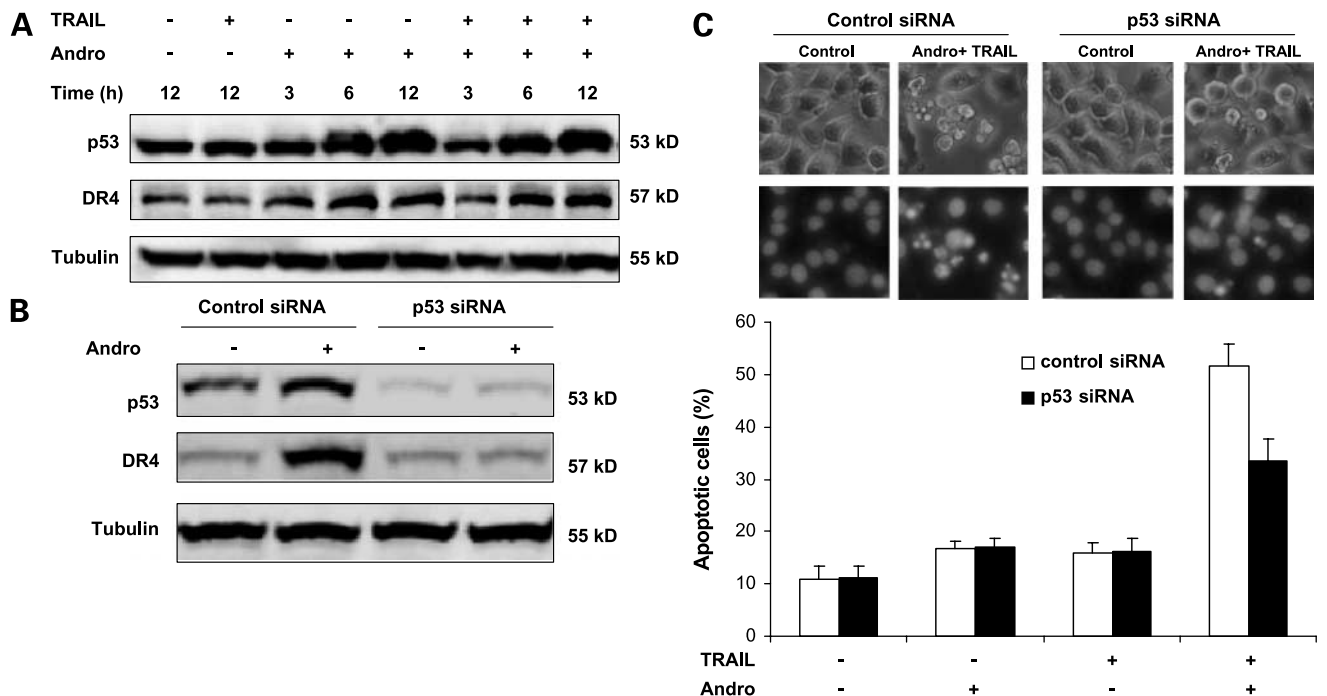 A
TRAIL - + - - - + + +
Andro - - + + + + + +
Time (h) 12 12 3 6 12 3 6 12
p53 53 kD
DR4 57 kD
Tubulin 55 kD
B
Control siRNA p53 siRNA
Andro - + - +
p53 53 kD
DR4 57 kD
Tubulin 55 kD
C
Control siRNA p53 siRNA
Control Andro+ TRAIL Control Andro+ TRAIL
60
50
40
30
20
10
0
Apoptotic cells (%)
control siRNA
p53 siRNA
TRAIL - - + +
Andro - + - +